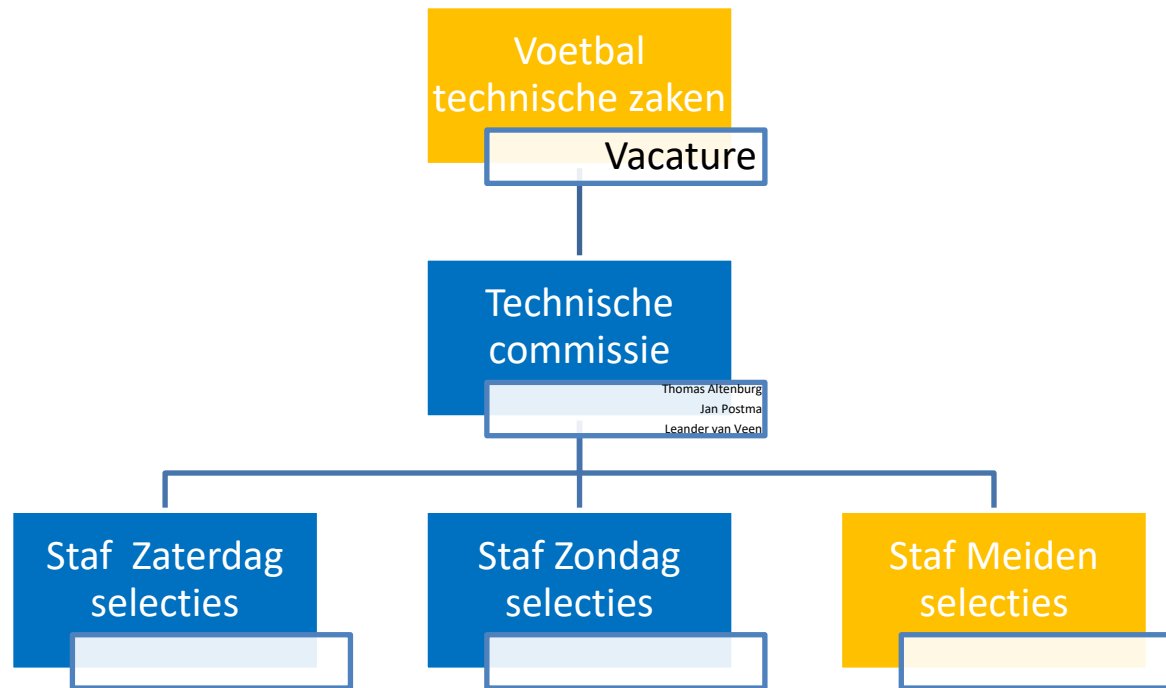 Voetbal
technische zaken
Vacature
Technische
commissie
Thomas Altenburg
Jan Postma
Leander van Veen
Staf  Zaterdag
selecties
Staf Zondag
selecties
Staf Meiden
selecties